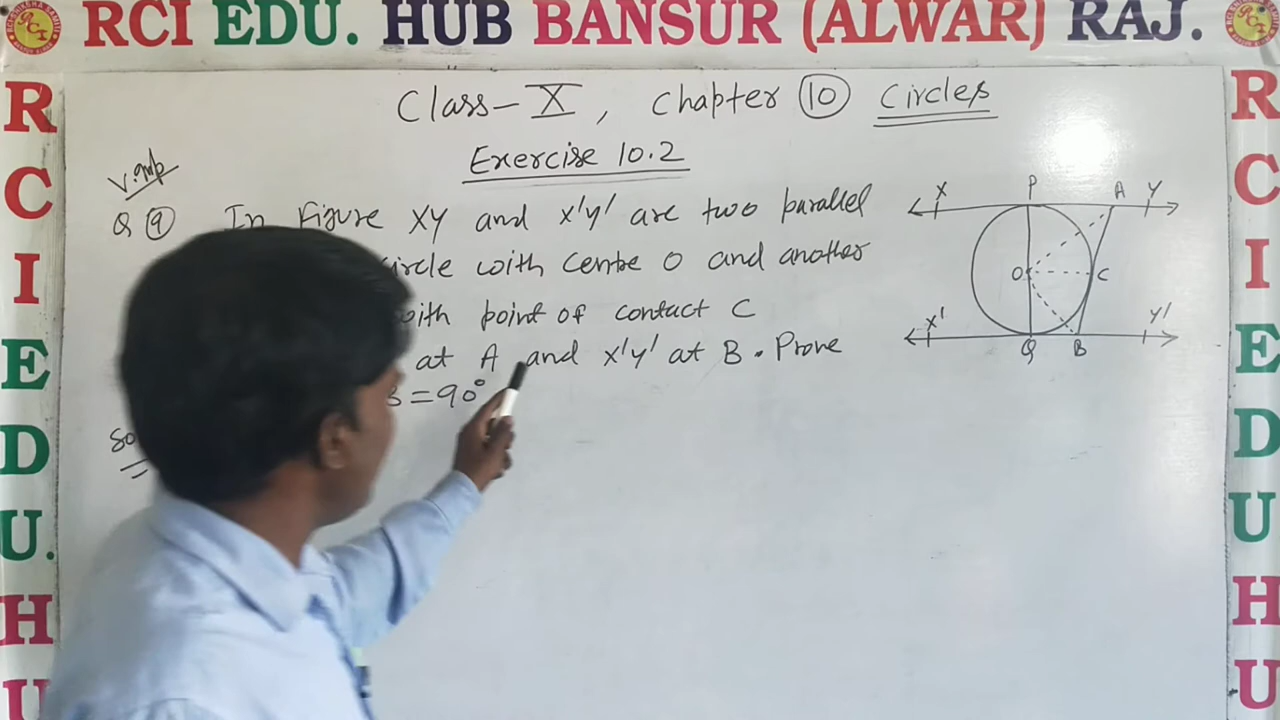 RCI EDU. HUB BANSUR (ALWAR) RAJ.
Class-X, Chapter 10 Circles
Exercise 10.2
V.Imp
Q 9 In Figure XY and X'Y' are two parallel
circle with Centre O and another
with point of contact C
at A and X'Y' at B. Prove
B = 90°
X P A Y
O C
X' Q B Y'
R C I E D U. H U
R C I E D U H U